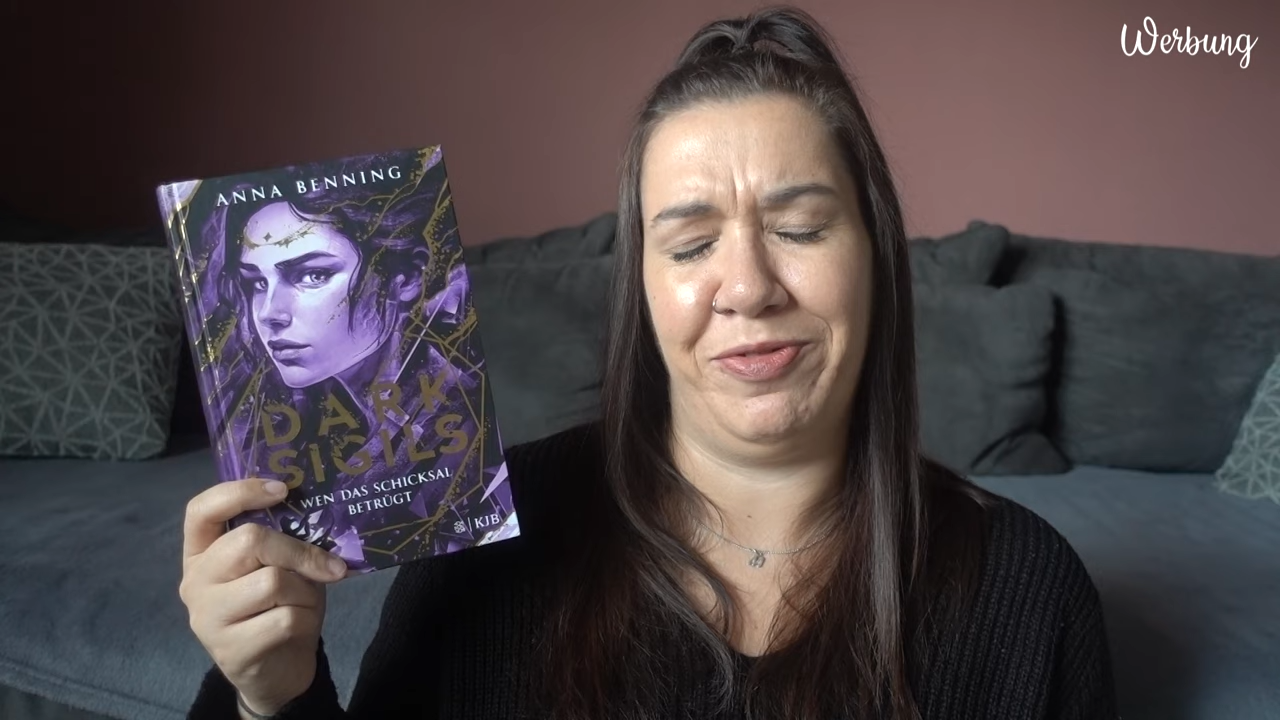 Werbung
ANNA BENNING
DARK
SIGILS
WEN DAS SCHICKSAL
BETRÜGT
KJB